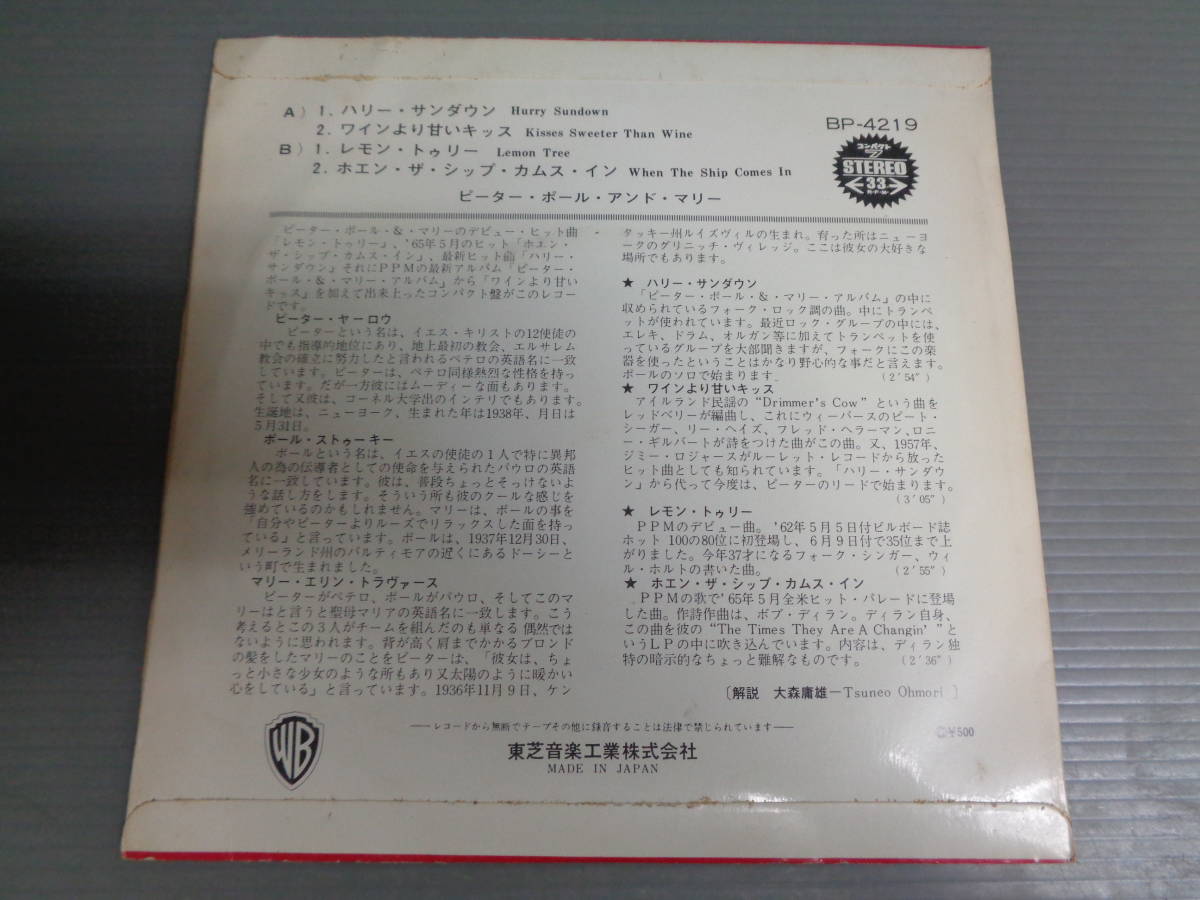 A) 1. ハリー・サンダウン Hurry Sundown
2. ワインより甘いキッス Kisses Sweeter Than Wine
B) 1. レモン・トゥリー Lemon Tree
2. ホエン・ザ・シップ・カムス・イン When The Ship Comes In
ピーター・ポール・アンド・マリー
BP-4219
コンパクト
STEREO
33
R・P・M
ピーター・ポール・&・マリーのデビュー・ヒット曲
「レモン・トゥリー」、'65年5月のヒット「ホエン・
ザ・シップ・カムス・イン」、最新ヒット曲「ハリー・
サンダウン」それにPPMの最新アルバム「ピーター・
ポール・&・マリー・アルバム」から「ワインより甘い
キッス」を加えて出来上ったコンパクト盤がこのレコー
ドです。
ピーター・ヤーロウ
ピーターという名は、イエス・キリストの12使徒の
中でも指導的地位にあり、地上最初の教会、エルサレム
教会の確立に努力したと言われるペテロの英語名に一致
しています。ピーターは、ペテロ同様熱烈な性格を持っ
ています。だが一方彼にはムーディーな面もあります。
そして又彼は、コーネル大学出のインテリでもあります。
生誕地は、ニューヨーク、生まれた年は1938年、月日は
5月31日。
ポール・ストゥーキー
ポールという名は、イエスの使徒の1人で特に異邦
人の為の伝導者としての使命を与えられたパウロの英語
名に一致しています。彼は、普段ちょっとそっけないよ
うな話し方をします。そういう所も彼のクールな感じを
強めているのかもしれません。マリーは、ポールの事を
「自分やピーターよりルーズでリラックスした面を持っ
ている」と言っています。ポールは、1937年12月30日、
メリーランド州のバルティモアの近くにあるドーシーと
いう町で生まれました。
マリー・エリン・トラヴァース
ピーターがペテロ、ポールがパウロ、そしてこのマ
リーはと言うと聖母マリアの英語名に一致します。こう
考えるとこの3人がチームを組んだのも単なる偶然では
ないように思われます。背が高く肩までかかるブロンド
の髪をしたマリーのことをピーターは、「彼女は、ちょ
っと小さな少女のような所もあり又太陽のように暖かい
心をしている」と言っています。1936年11月9日、ケン
タッキー州ルイズヴィルの生まれ。育った所はニューヨ
ークのグリニッチ・ヴィレッジ。ここは彼女の大好きな
場所でもあります。
★ ハリー・サンダウン
「ピーター・ポール・&・マリー・アルバム」の中に
収められているフォーク・ロック調の曲。中にトランペ
ットが使われています。最近ロック・グループの中には、
エレキ、ドラム、オルガン等に加えてトランペットを使
っているグループを大部聞きますが、フォークにこの楽
器を使ったということはかなり野心的な事だと言えます。
ポールのソロで始まります。 (2'54")
★ ワインより甘いキッス
アイルランド民謡の“Drimmer's Cow”という曲を
レッドベリーが編曲し、これにウィーバースのピート・
シーガー、リー・ヘイズ、フレッド・ヘラーマン、ロニ
ー・ギルバートが詩をつけた曲がこの曲。又、1957年、
ジミー・ロジャースがルーレット・レコードから放った
ヒット曲としても知られています。「ハリー・サンダウ
ン」から代って今度は、ピーターのリードで始まります。
(3'05")
★ レモン・トゥリー
PPMのデビュー曲。'62年5月5日付ビルボード誌
ホット 100の80位に初登場し、6月9日付で35位まで上
がりました。今年37才になるフォーク・シンガー、ウィ
ル・ホルトの書いた曲。 (2'55")
★ ホエン・ザ・シップ・カムス・イン
PPMの歌で'65年5月全米ヒット・パレードに登場
した曲。作詩作曲は、ボブ・ディラン。ディラン自身、
この曲を彼の“The Times They Are A Changin'”と
いうLPの中に吹き込んでいます。内容は、ディラン独
特の暗示的なちょっと難解なものです。 (2'36")
〔解説 大森庸雄—Tsuneo Ohmori〕
WB
—レコードから無断でテープその他に録音することは法律で禁じられています—
東芝音楽工業株式会社
MADE IN JAPAN
¥500